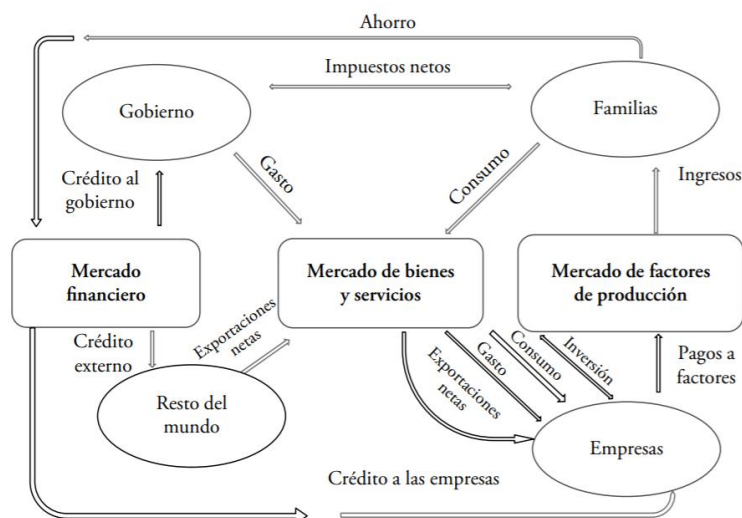 Ahorro
Impuestos netos
Gobierno
Familias
Gasto
Consumo
Crédito al
gobierno
Ingresos
Mercado
financiero
Mercado de bienes
y servicios
Mercado de factores
de producción
Crédito
externo
Exportaciones
netas
Exportaciones
netas
Gasto
Consumo
Inversión
Pagos a
factores
Resto del
mundo
Empresas
Crédito a las empresas